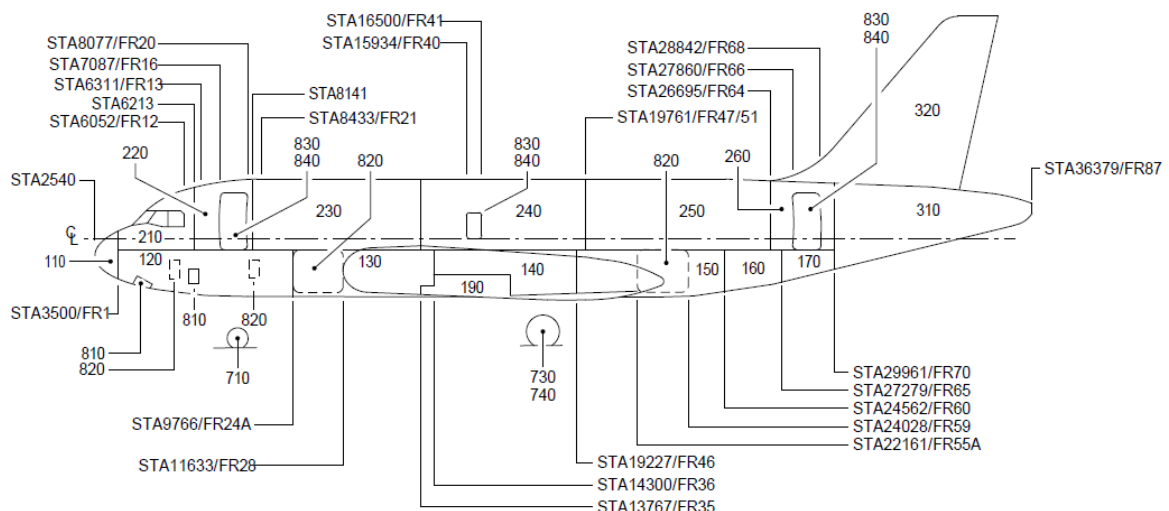 STA16500/FR41
STA15934/FR40
STA8077/FR20
STA7087/FR16
STA6311/FR13
STA6213
STA6052/FR12
STA8141
STA8433/FR21
830
840
STA28842/FR68
STA27860/FR66
STA26695/FR64
STA19761/FR47/51
320
220
830
840
820
830
840
820
260
STA36379/FR87
STA2540
230
240
250
310
CL
210
110
120
130
140
150
160
170
190
STA3500/FR1
810
820
810
820
710
730
740
STA29961/FR70
STA27279/FR65
STA24562/FR60
STA24028/FR59
STA22161/FR55A
STA9766/FR24A
STA11633/FR28
STA19227/FR46
STA14300/FR36
STA13767/FR35